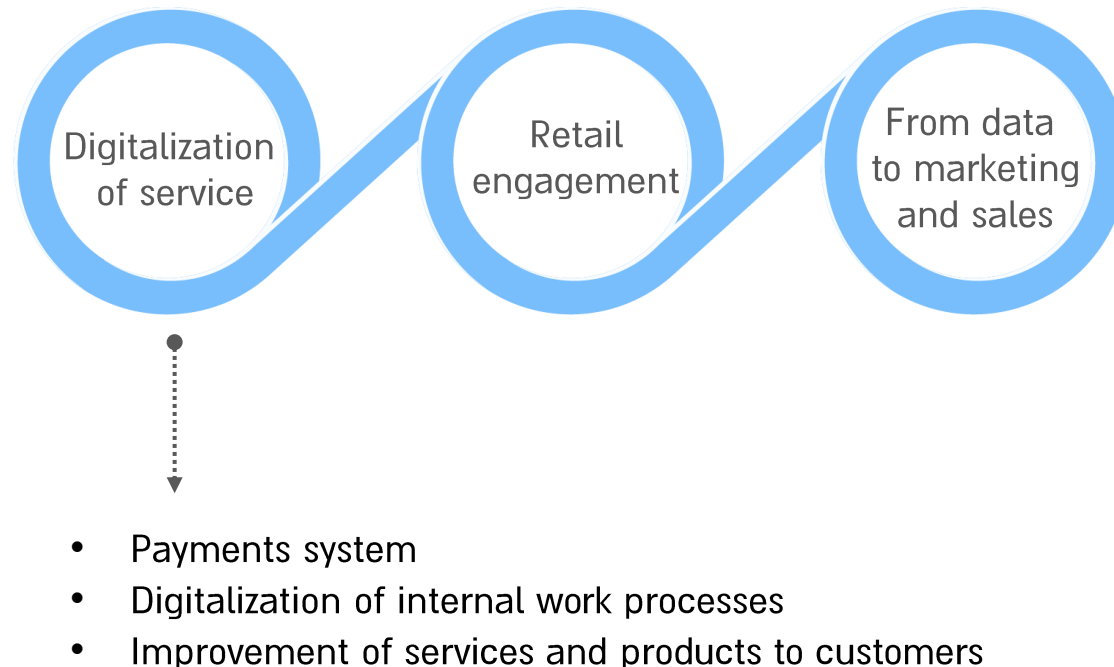 Digitalization
of service
Retail
engagement
From data
to marketing
and sales
• Payments system
• Digitalization of internal work processes
• Improvement of services and products to customers